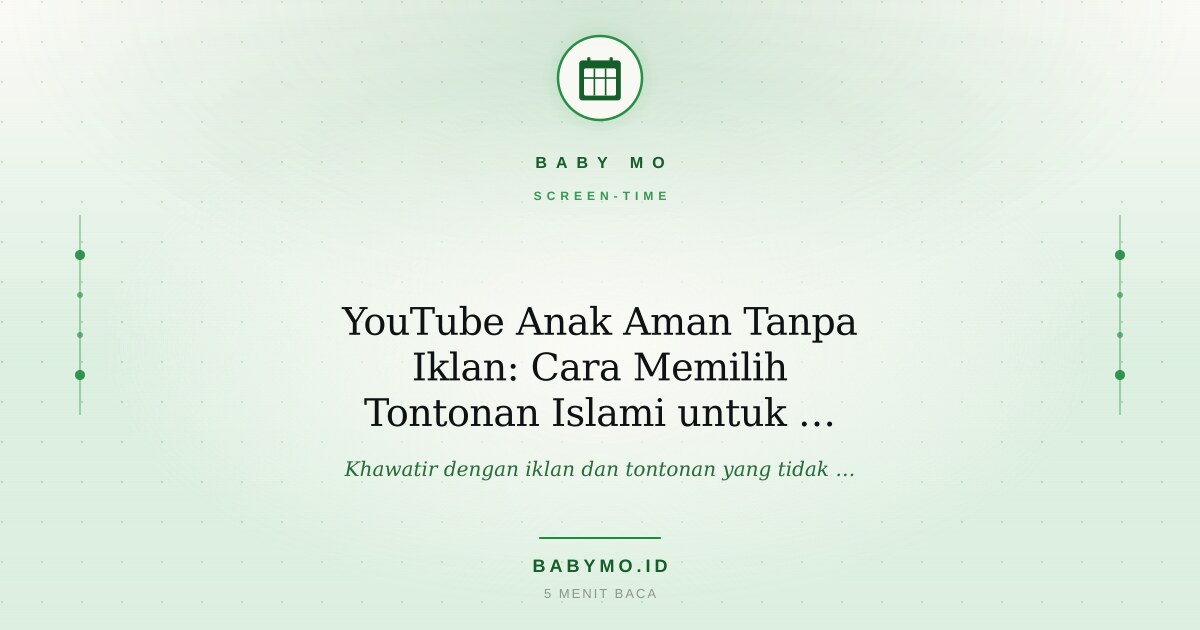 BABY MO
SCREEN-TIME
YouTube Anak Aman Tanpa
Iklan: Cara Memilih
Tontonan Islami untuk …
Khawatir dengan iklan dan tontonan yang tidak …
BABYMO.ID
5 MENIT BACA